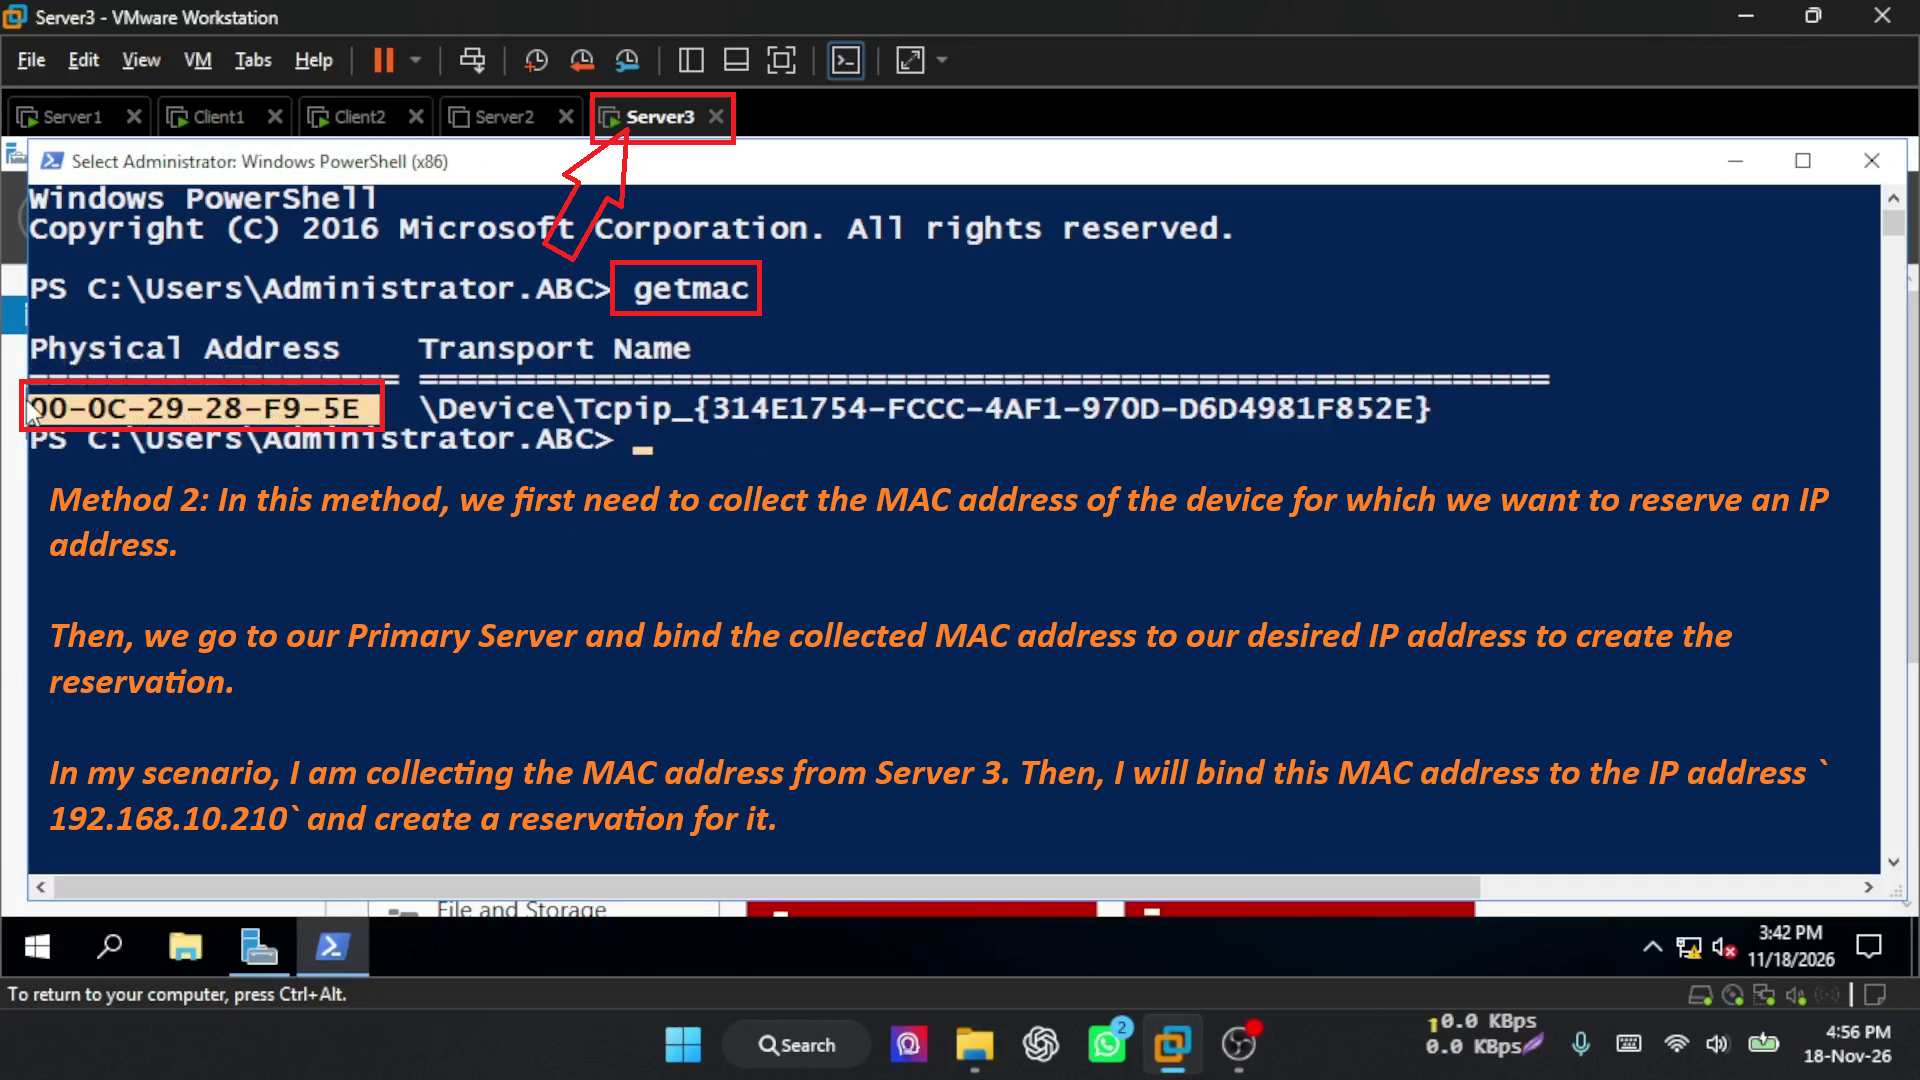 Server3 - VMware Workstation
File Edit View VM Tabs Help
Server1 Client1 Client2 Server2 Server3
Select Administrator: Windows PowerShell (x86)
Windows PowerShell
Copyright (C) 2016 Microsoft Corporation. All rights reserved.
PS C:\Users\Administrator.ABC> getmac
Physical Address Transport Name
=================== ==========================================================
00-0C-29-28-F9-5E \Device\Tcpip_{314E1754-FCCC-4AF1-970D-D6D4981F852E}
PS C:\Users\Administrator.ABC>
Method 2: In this method, we first need to collect the MAC address of the device for which we want to reserve an IP
address.
Then, we go to our Primary Server and bind the collected MAC address to our desired IP address to create the
reservation.
In my scenario, I am collecting the MAC address from Server 3. Then, I will bind this MAC address to the IP address `
192.168.10.210` and create a reservation for it.
File and Storage
3:42 PM
11/18/2026
To return to your computer, press Ctrl+Alt.
Search
2
0.0 KBps
0.0 KBps
4:56 PM
18-Nov-26